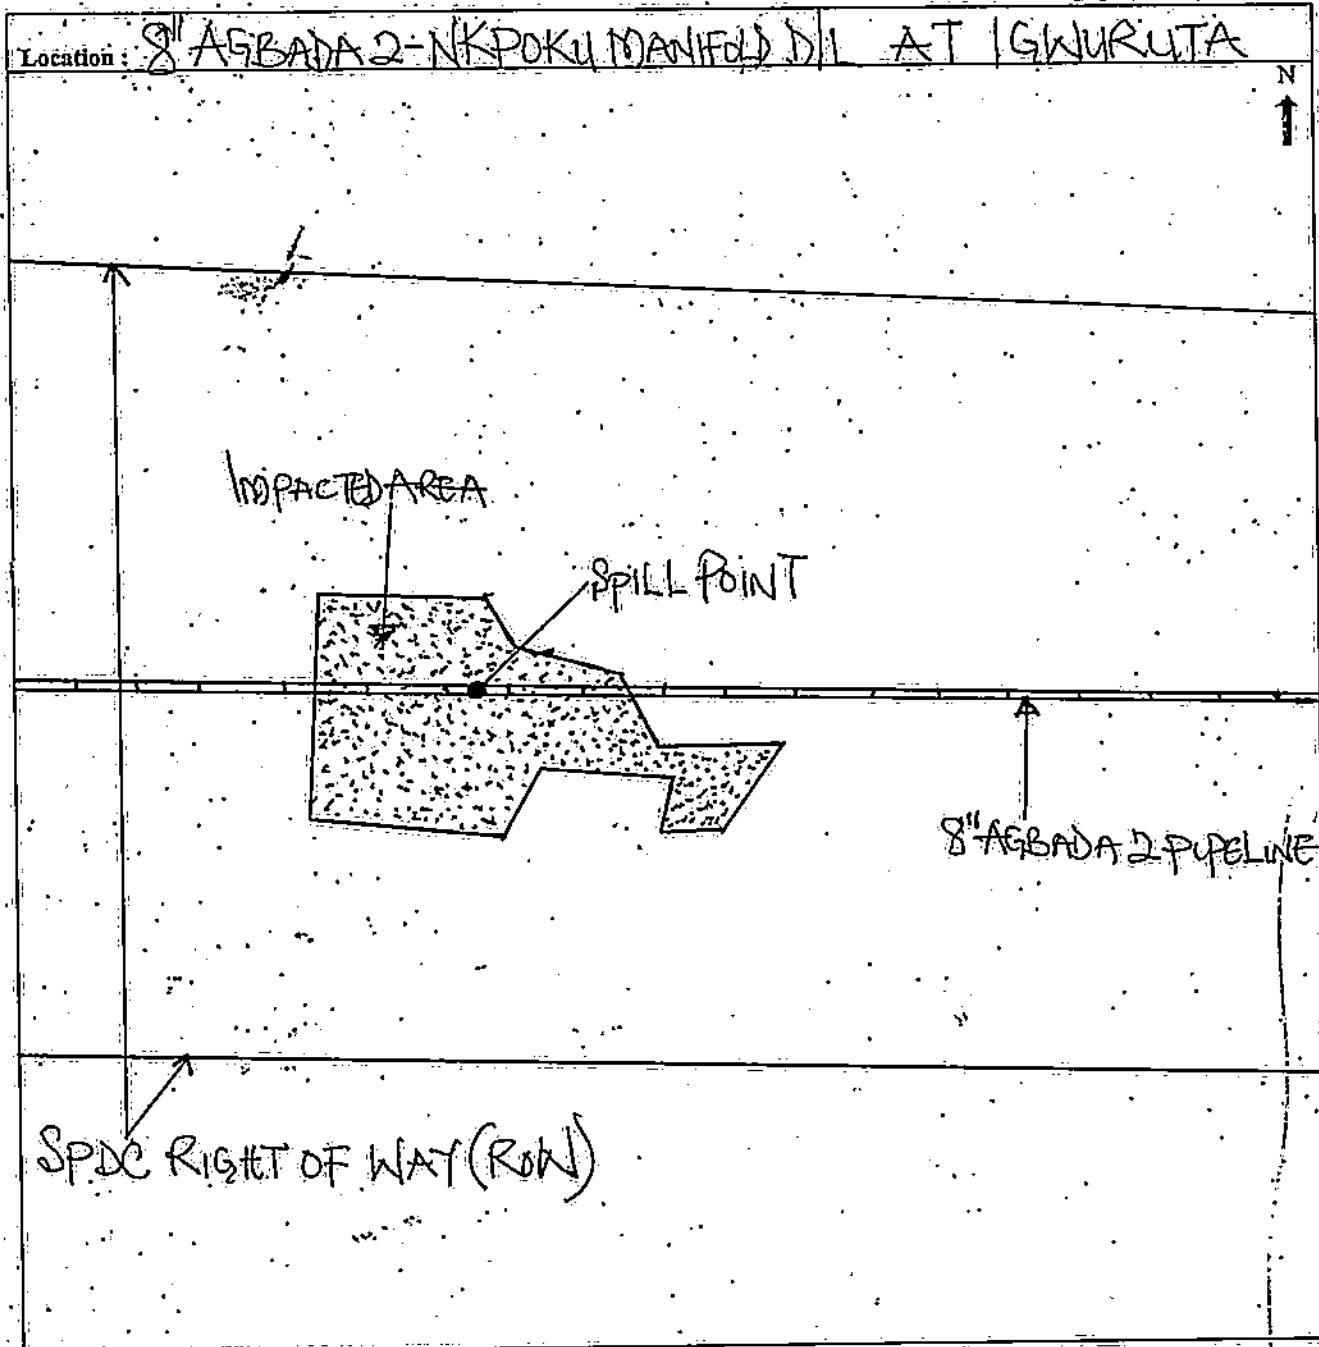 Location : 8" AGBADA 2-NKPOKU MANIFOLD D/L AT IGWURUTA
N
IMPACTED AREA
SPILL POINT
8" AGBADA 2 PIPELINE
SPDC RIGHT OF WAY (ROW)